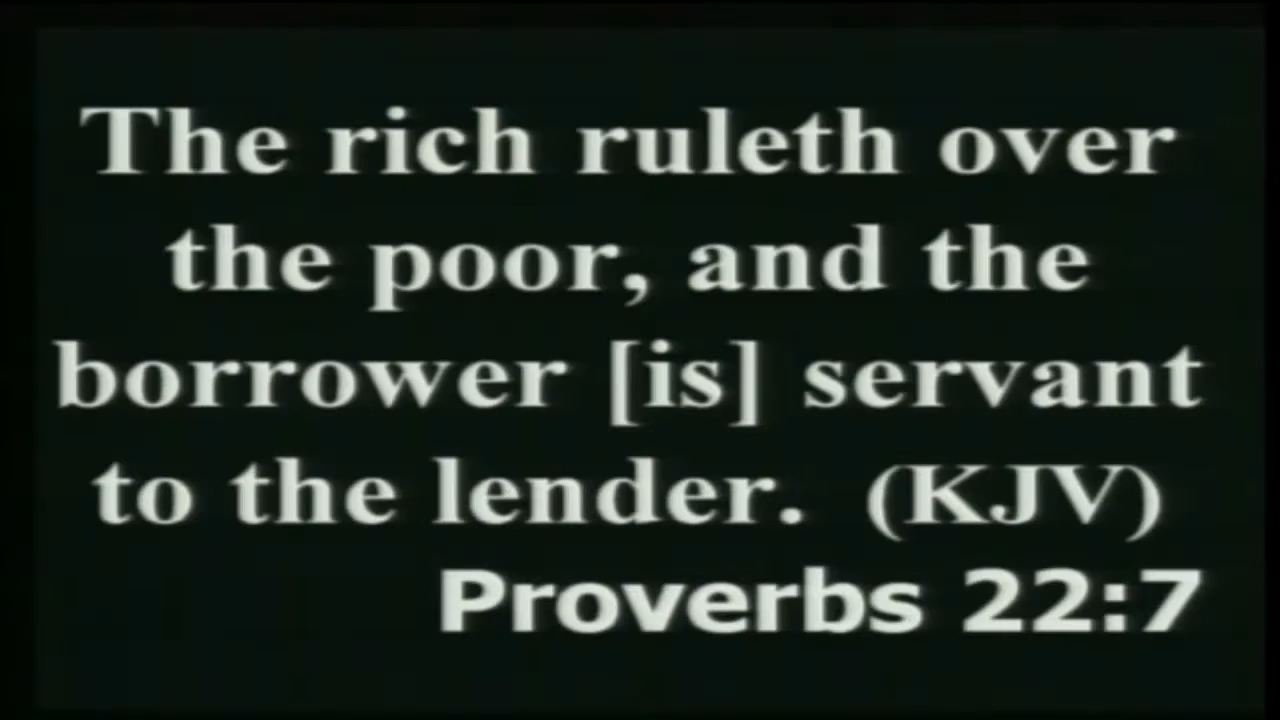 The rich ruleth over
the poor, and the
borrower [is] servant
to the lender. (KJV)
Proverbs 22:7